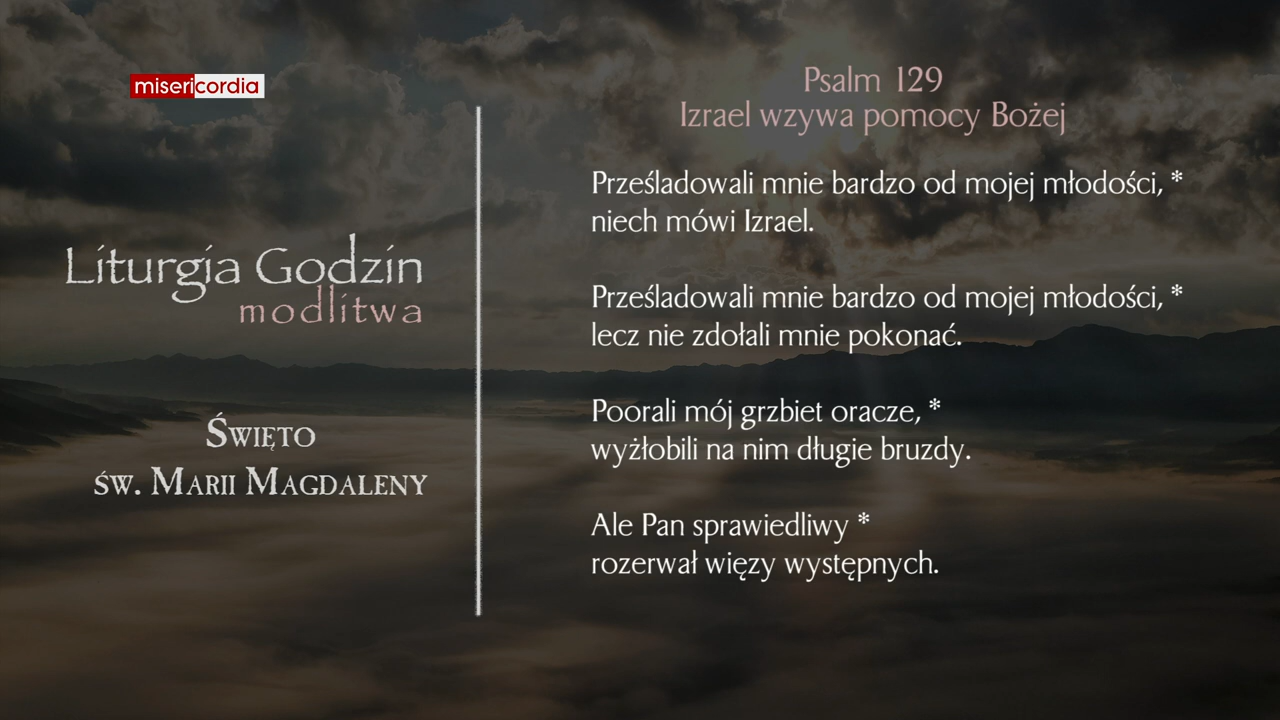 misericordia
Liturgia Godzin
modlitwa
Święto
św. Marii Magdaleny
Psalm 129
Izrael wzywa pomocy Bożej
Prześladowali mnie bardzo od mojej młodości, *
niech mówi Izrael.
Prześladowali mnie bardzo od mojej młodości, *
lecz nie zdołali mnie pokonać.
Poorali mój grzbiet oracze, *
wyżłobili na nim długie bruzdy.
Ale Pan sprawiedliwy *
rozerwał więzy występnych.